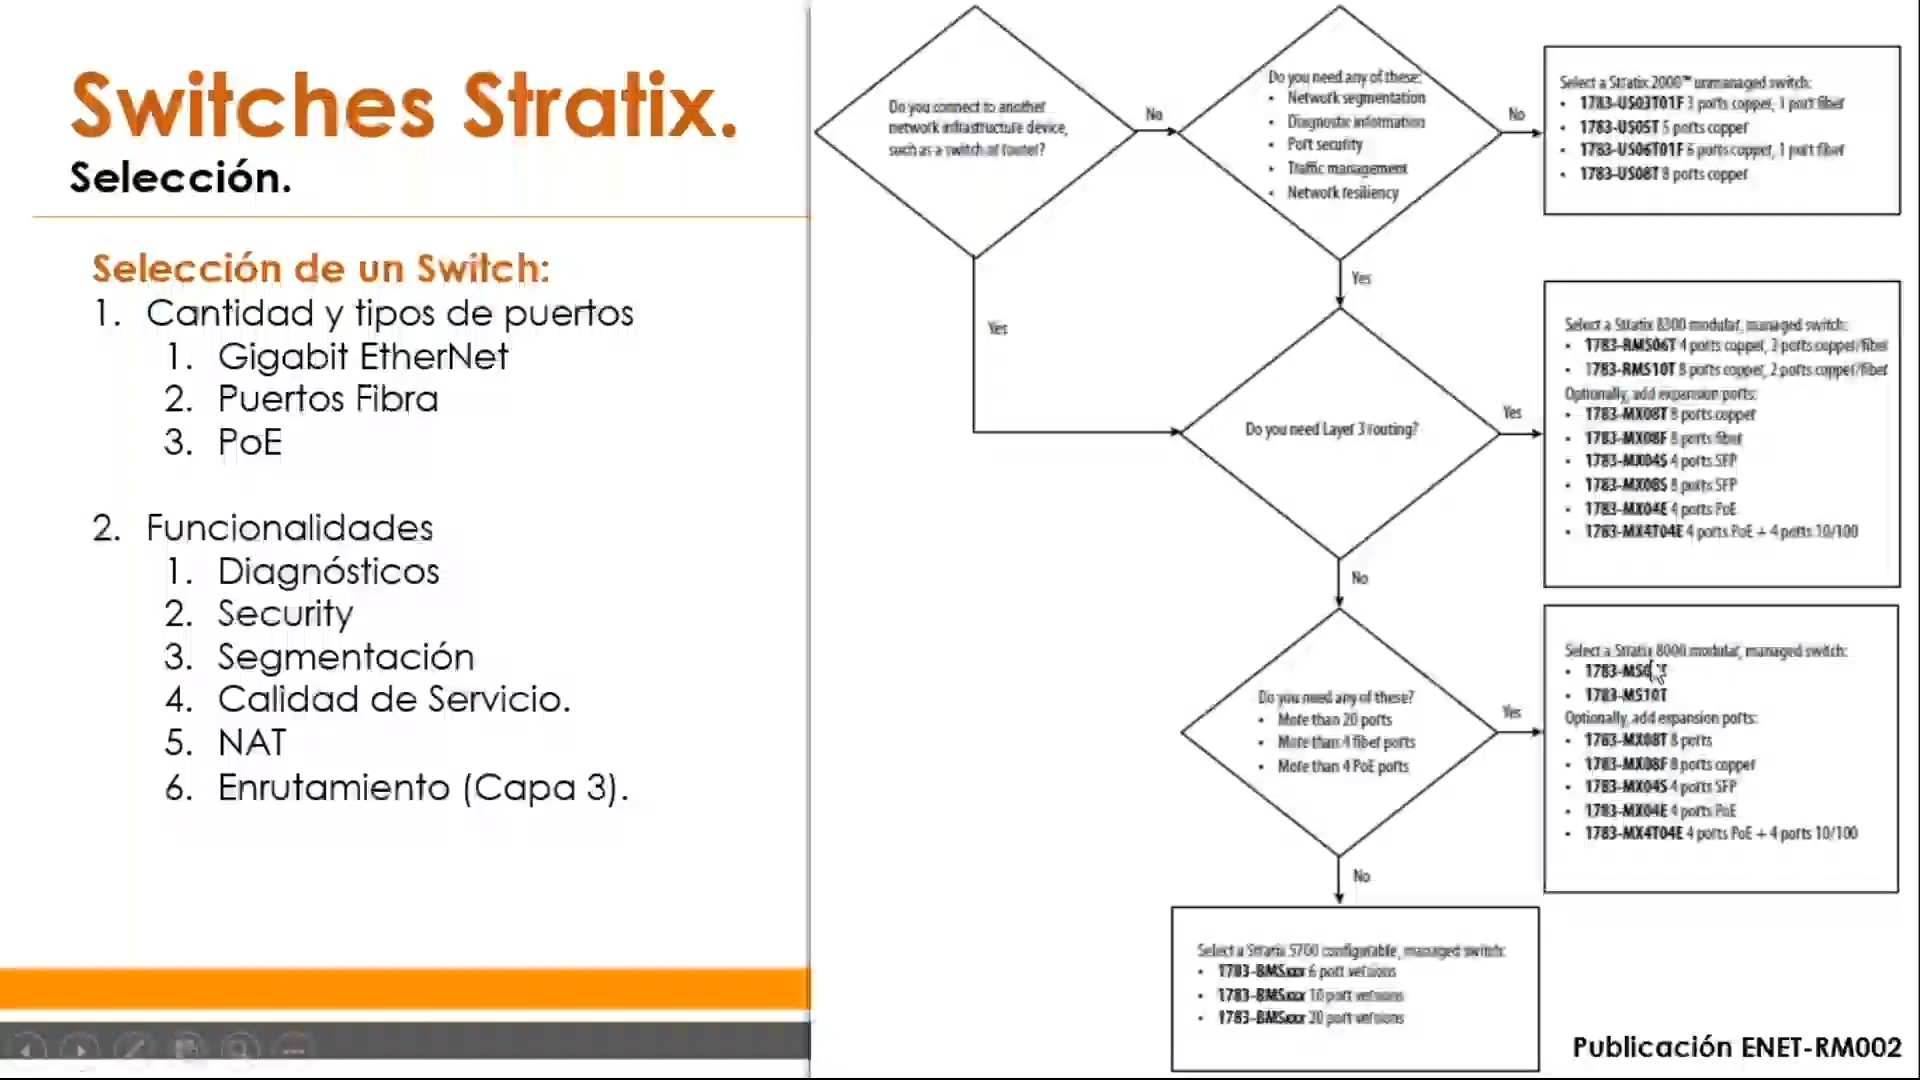 Switches Stratix.
Selección.
Selección de un Switch:
1. Cantidad y tipos de puertos
1. Gigabit EtherNet
2. Puertos Fibra
3. PoE
2. Funcionalidades
1. Diagnósticos
2. Security
3. Segmentación
4. Calidad de Servicio.
5. NAT
6. Enrutamiento (Capa 3).
Do you connect to another
network infrastructure device,
such as a switch or router?
No
Yes
Do you need any of these:
• Network segmentation
• Diagnostic information
• Port security
• Traffic management
• Network resiliency
No
Yes
Select a Stratix 2000™ unmanaged switch:
• 1783-US03T01F 3 ports copper, 1 port fiber
• 1783-US05T 5 ports copper
• 1783-US06T01F 6 ports copper, 1 port fiber
• 1783-US08T 8 ports copper
Do you need Layer 3 routing?
Yes
No
Select a Stratix 8300 modular, managed switch:
• 1783-RMS06T 4 ports copper, 2 ports copper/fiber
• 1783-RMS10T 8 ports copper, 2 ports copper/fiber
Optionally, add expansion ports:
• 1783-MX08T 8 ports copper
• 1783-MX08F 8 ports fiber
• 1783-MX04S 4 ports SFP
• 1783-MX08S 8 ports SFP
• 1783-MX04E 4 ports PoE
• 1783-MX4T04E 4 ports PoE + 4 ports 10/100
Do you need any of these?
• More than 20 ports
• More than 4 fiber ports
• More than 4 PoE ports
Yes
No
Select a Stratix 8000 modular, managed switch:
• 1783-MS10T
Optionally, add expansion ports:
• 1783-MX08T 8 ports
• 1783-MX08F 8 ports copper
• 1783-MX04S 4 ports SFP
• 1783-MX04E 4 ports PoE
• 1783-MX4T04E 4 ports PoE + 4 ports 10/100
Select a Stratix 5700 configurable, managed switch:
• 1783-BMSxxx 6 port versions
• 1783-BMSxxx 10 port versions
• 1783-BMSxxx 20 port versions
Publicación ENET-RM002